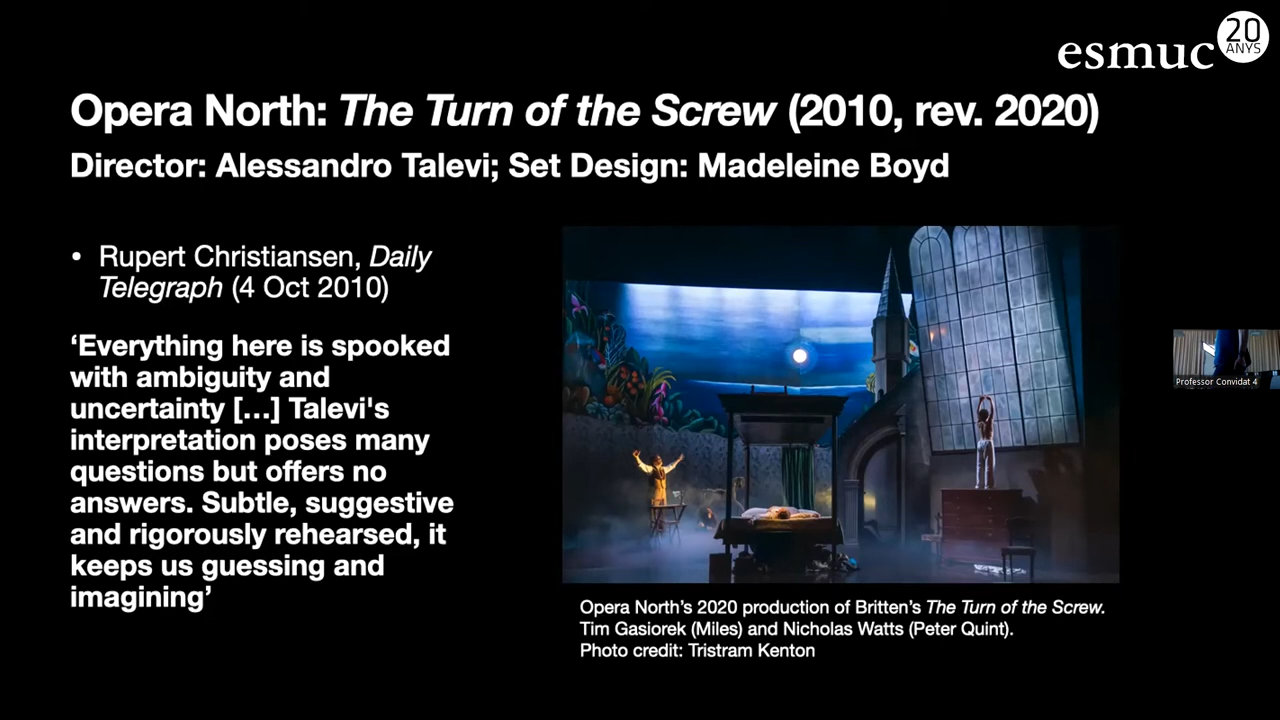 esmuc
20
ANYS
Opera North: The Turn of the Screw (2010, rev. 2020)
Director: Alessandro Talevi; Set Design: Madeleine Boyd
• Rupert Christiansen, Daily
Telegraph (4 Oct 2010)
‘Everything here is spooked
with ambiguity and
uncertainty [...] Talevi's
interpretation poses many
questions but offers no
answers. Subtle, suggestive
and rigorously rehearsed, it
keeps us guessing and
imagining’
Opera North’s 2020 production of Britten’s The Turn of the Screw.
Tim Gasiorek (Miles) and Nicholas Watts (Peter Quint).
Photo credit: Tristram Kenton
Professor Convidat 4